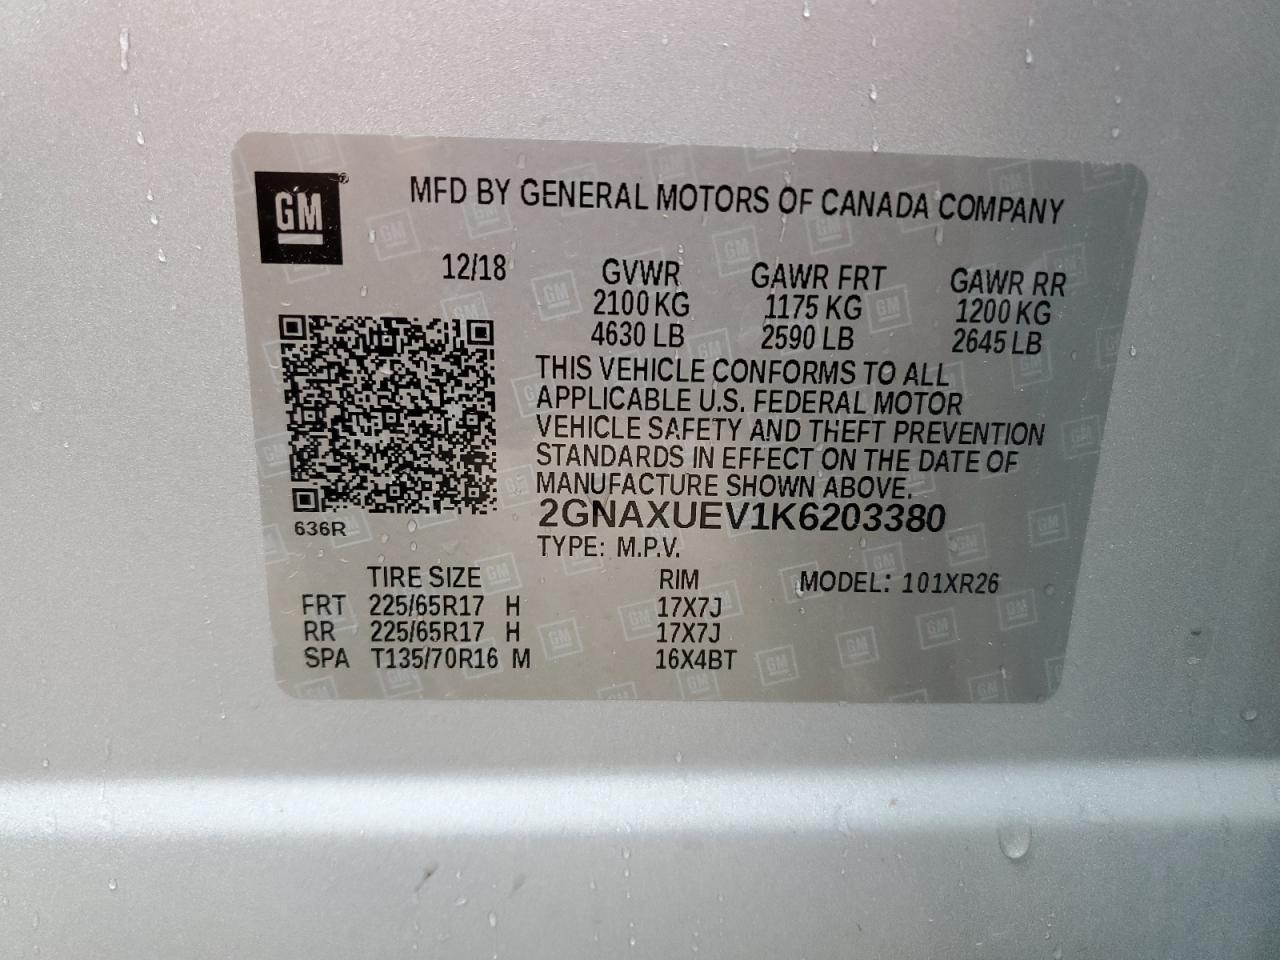 GM ®
MFD BY GENERAL MOTORS OF CANADA COMPANY
12/18 GVWR GAWR FRT GAWR RR
2100 KG 1175 KG 1200 KG
4630 LB 2590 LB 2645 LB
THIS VEHICLE CONFORMS TO ALL
APPLICABLE U.S. FEDERAL MOTOR
VEHICLE SAFETY AND THEFT PREVENTION
STANDARDS IN EFFECT ON THE DATE OF
MANUFACTURE SHOWN ABOVE.
636R
2GNAXUEV1K6203380
TYPE: M.P.V.
TIRE SIZE RIM MODEL: 101XR26
FRT 225/65R17 H 17X7J
RR 225/65R17 H 17X7J
SPA T135/70R16 M 16X4BT